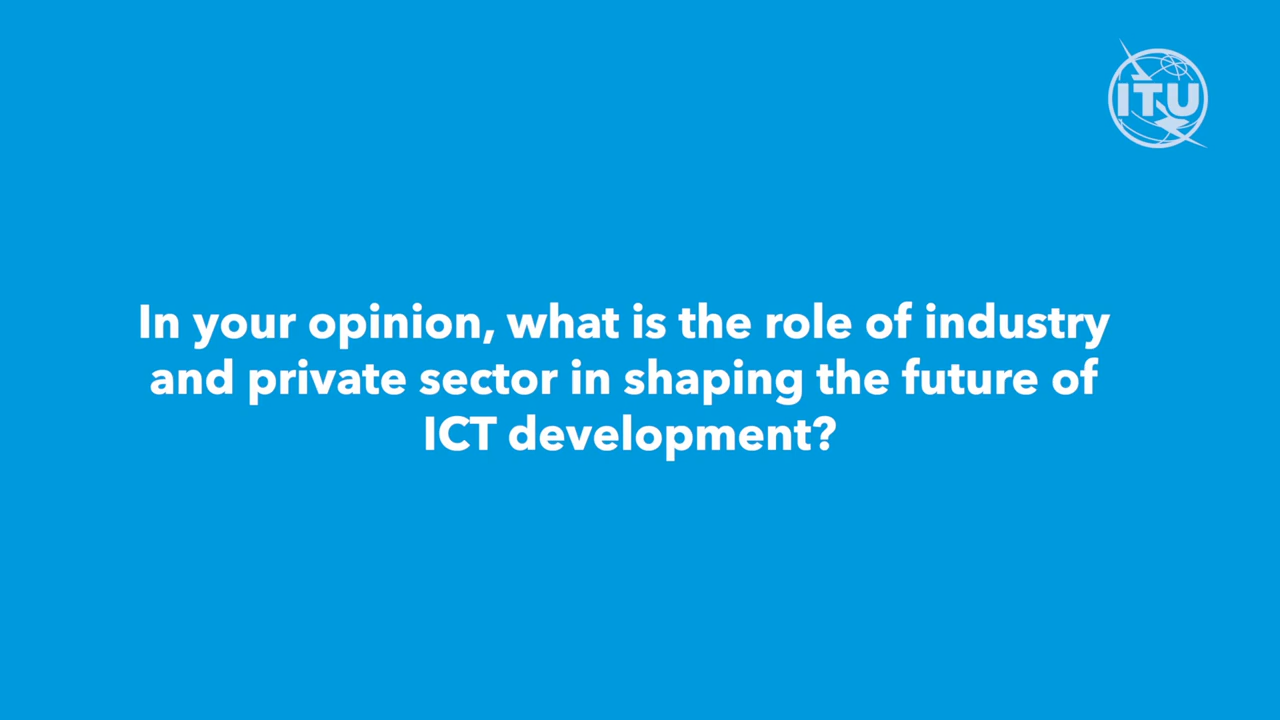 ITU
In your opinion, what is the role of industry
and private sector in shaping the future of
ICT development?